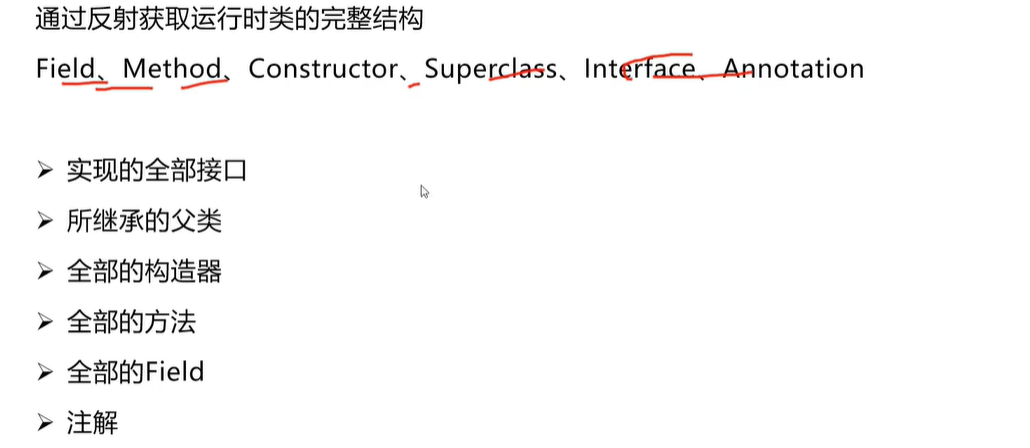 通过反射获取运行时类的完整结构
Field、Method、Constructor、Superclass、Interface、Annotation
➢ 实现的全部接口
➢ 所继承的父类
➢ 全部的构造器
➢ 全部的方法
➢ 全部的Field
➢ 注解